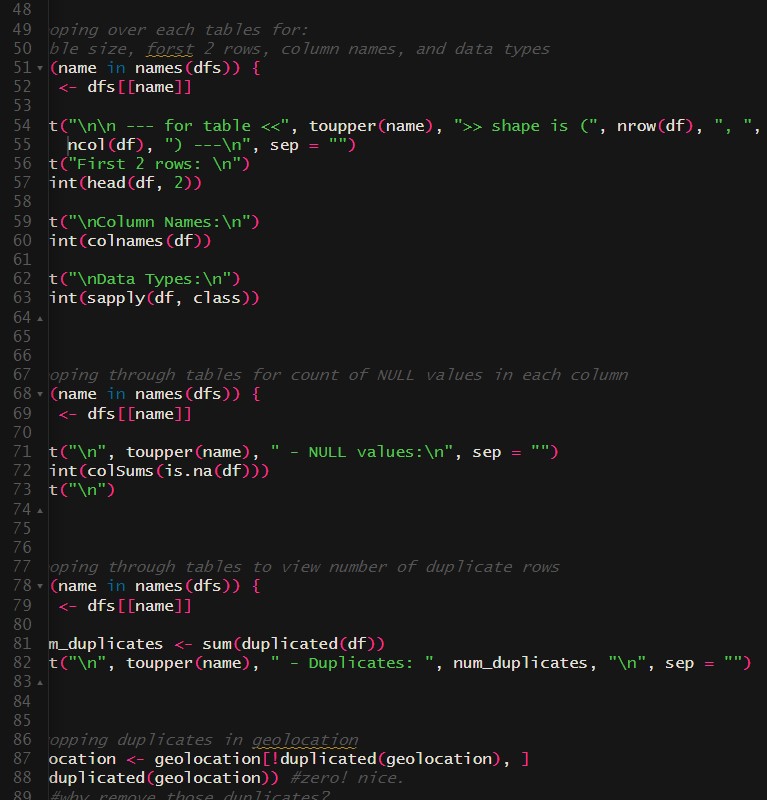 48
49 oping over each tables for:
50 ble size, forst 2 rows, column names, and data types
51 (name in names(dfs)) {
52 <- dfs[[name]]
53
54 t("\n\n --- for table <<", toupper(name), ">> shape is (", nrow(df), ", ",
55 ncol(df), ") ---\n", sep = "")
56 t("First 2 rows: \n")
57 int(head(df, 2))
58
59 t("\nColumn Names:\n")
60 int(colnames(df))
61
62 t("\nData Types:\n")
63 int(sapply(df, class))
64
65
66
67 oping through tables for count of NULL values in each column
68 (name in names(dfs)) {
69 <- dfs[[name]]
70
71 t("\n", toupper(name), " - NULL values:\n", sep = "")
72 int(colSums(is.na(df)))
73 t("\n")
74
75
76
77 oping through tables to view number of duplicate rows
78 (name in names(dfs)) {
79 <- dfs[[name]]
80
81 m_duplicates <- sum(duplicated(df))
82 t("\n", toupper(name), " - Duplicates: ", num_duplicates, "\n", sep = "")
83
84
85
86 opping duplicates in geolocation
87 ocation <- geolocation[!duplicated(geolocation), ]
88 duplicated(geolocation)) #zero! nice.
89 #why remove those duplicates?